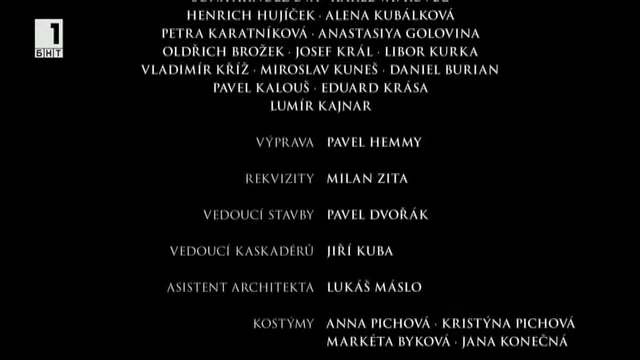 1
БНТ
HENRICH HUJÍČEK · ALENA KUBÁLKOVÁ
PETRA KARATNÍKOVÁ · ANASTASIYA GOLOVINA
OLDŘICH BROŽEK · JOSEF KRÁL · LIBOR KURKA
VLADIMÍR KŘÍŽ · MIROSLAV KUNEŠ · DANIEL BURIAN
PAVEL KALOUŠ · EDUARD KRÁSA
LUMÍR KAJNAR
VÝPRAVA PAVEL HEMMY
REKVIZITY MILAN ZITA
VEDOUCÍ STAVBY PAVEL DVOŘÁK
VEDOUCÍ KASKADÉRŮ JIŘÍ KUBA
ASISTENT ARCHITEKTA LUKÁŠ MÁSLO
KOSTÝMY ANNA PICHOVÁ · KRISTÝNA PICHOVÁ
MARKÉTA BYKOVÁ · JANA KONEČNÁ